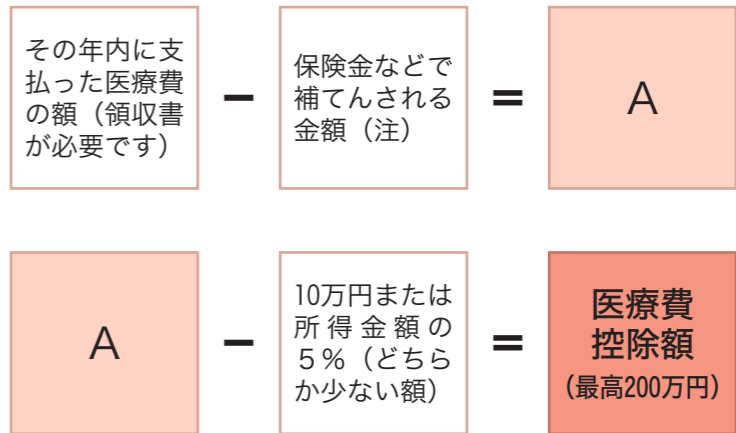 その年内に支
払った医療費
の額（領収書
が必要です）
－
保険金などで
補てんされる
金額（注）
＝
A
A
－
10万円または
所得金額の
５％（どちら
か少ない額）
＝
医療費
控除額
（最高200万円）